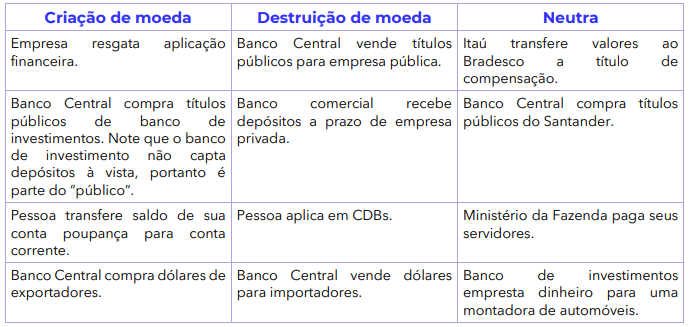 Criação de moeda
Destruição de moeda
Neutra
Empresa resgata aplicação
financeira.
Banco Central vende títulos
públicos para empresa pública.
Itaú transfere valores ao
Bradesco a título de
compensação.
Banco Central compra títulos
públicos de banco de
investimentos. Note que o banco
de investimento não capta
depósitos à vista, portanto é
parte do “público”.
Banco comercial recebe
depósitos a prazo de empresa
privada.
Banco Central compra títulos
públicos do Santander.
Pessoa transfere saldo de sua
conta poupança para conta
corrente.
Pessoa aplica em CDBs.
Ministério da Fazenda paga seus
servidores.
Banco Central compra dólares de
exportadores.
Banco Central vende dólares
para importadores.
Banco de investimentos
empresta dinheiro para uma
montadora de automóveis.